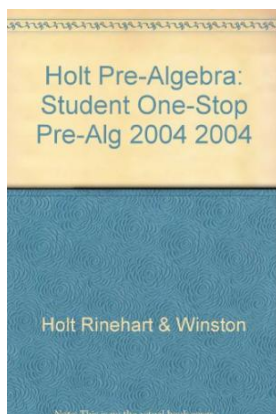 Holt Pre-Algebra:
Student One-Stop
Pre-Alg 2004 2004
Holt Rinehart & Winston